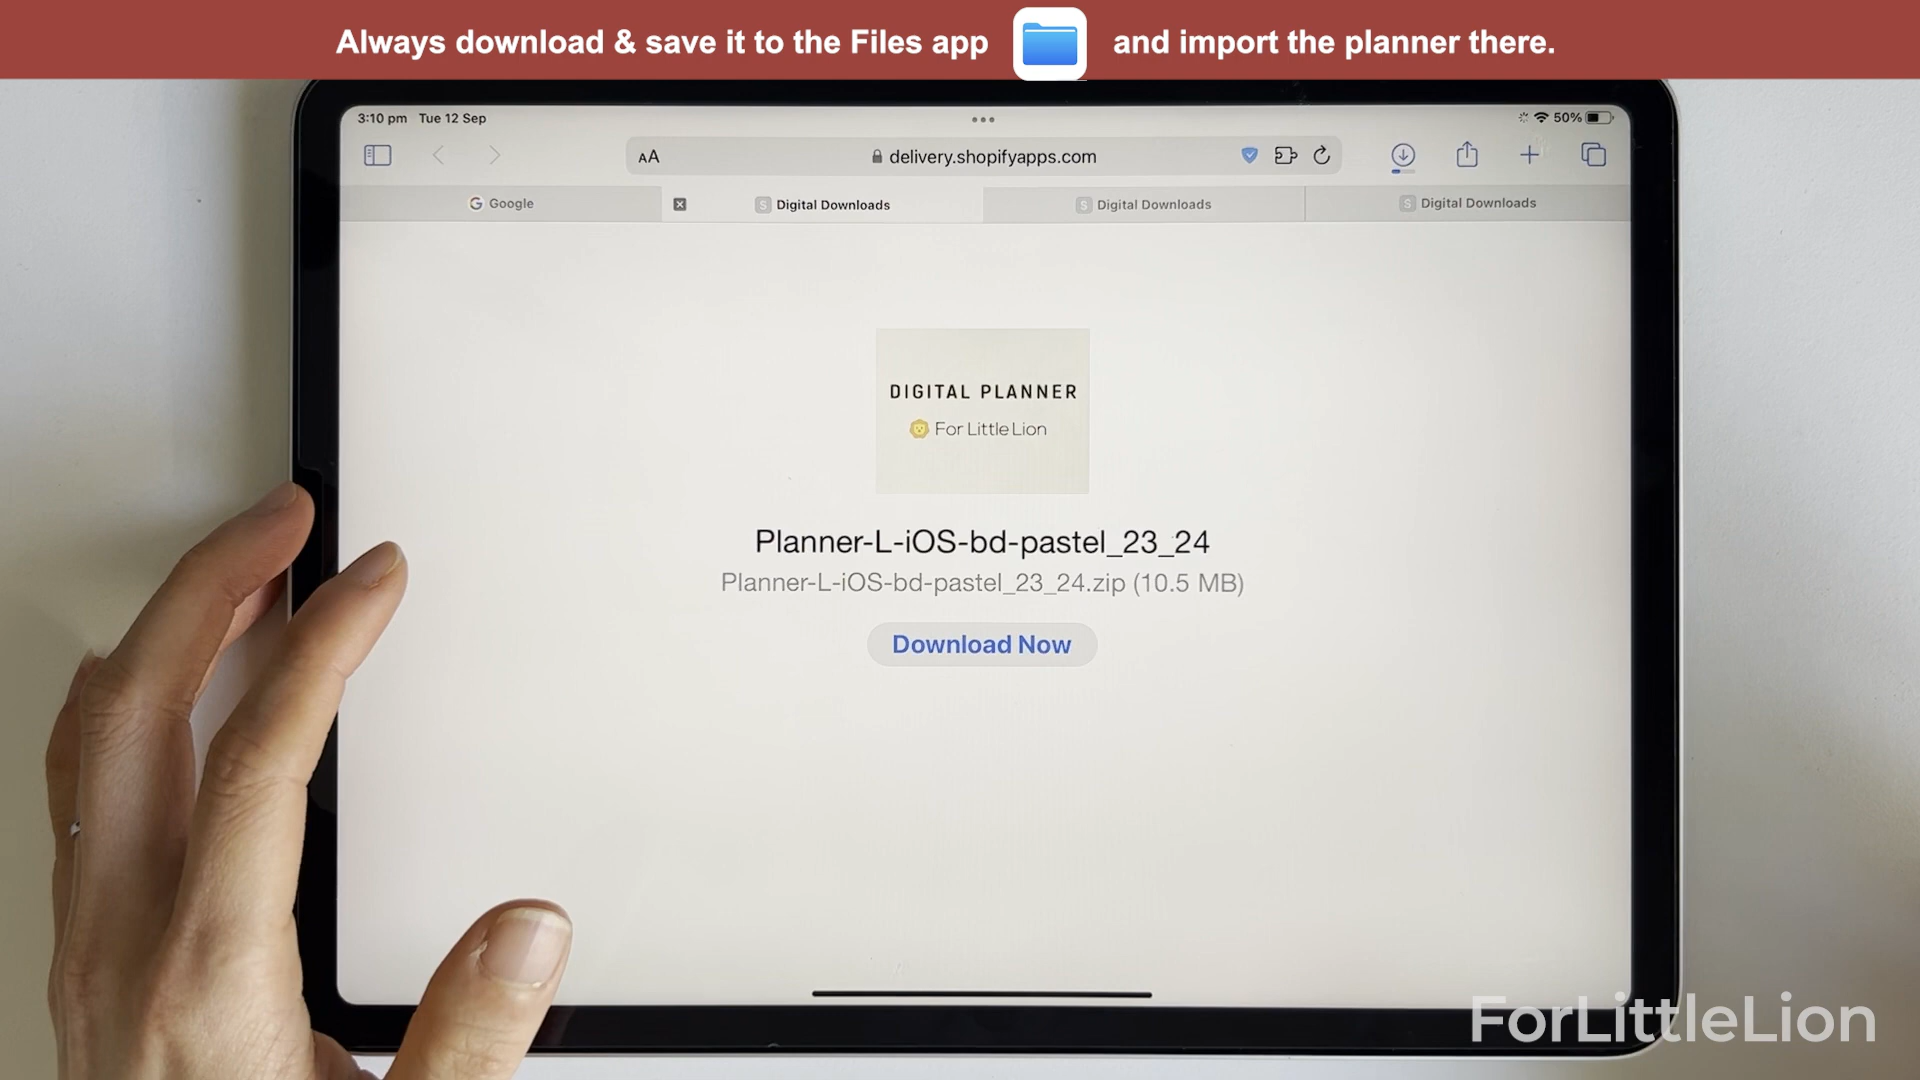 Always download & save it to the Files app and import the planner there.
3:10 pm Tue 12 Sep
50%
AA delivery.shopifyapps.com
Google
S Digital Downloads
S Digital Downloads
S Digital Downloads
DIGITAL PLANNER
For Little Lion
Planner-L-iOS-bd-pastel_23_24
Planner-L-iOS-bd-pastel_23_24.zip (10.5 MB)
Download Now
ForLittleLion